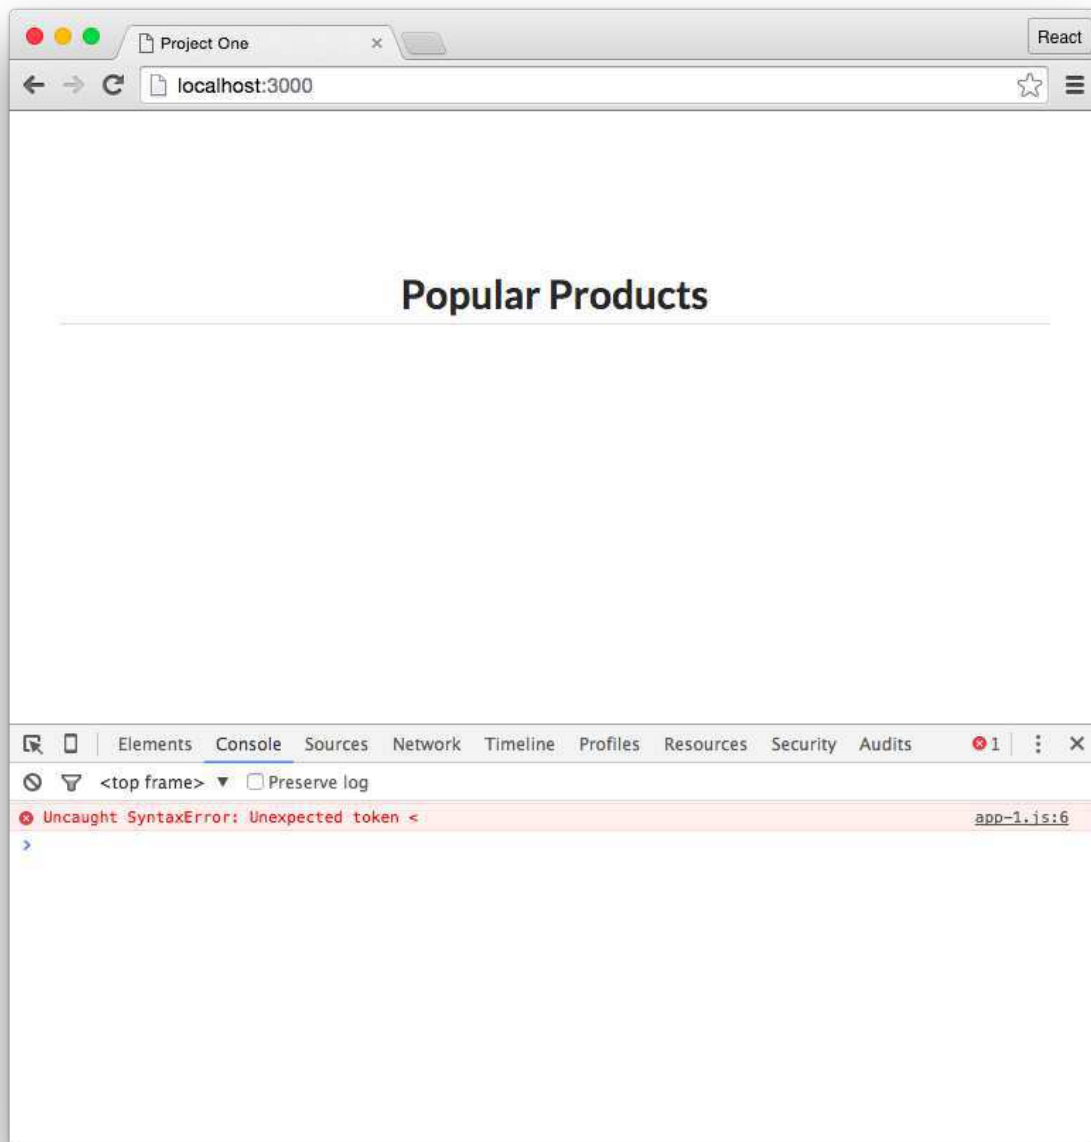 Project One
React
localhost:3000
Popular Products
Elements Console Sources Network Timeline Profiles Resources Security Audits 1
<top frame> ▼ Preserve log
Uncaught SyntaxError: Unexpected token < app-1.js:6
>